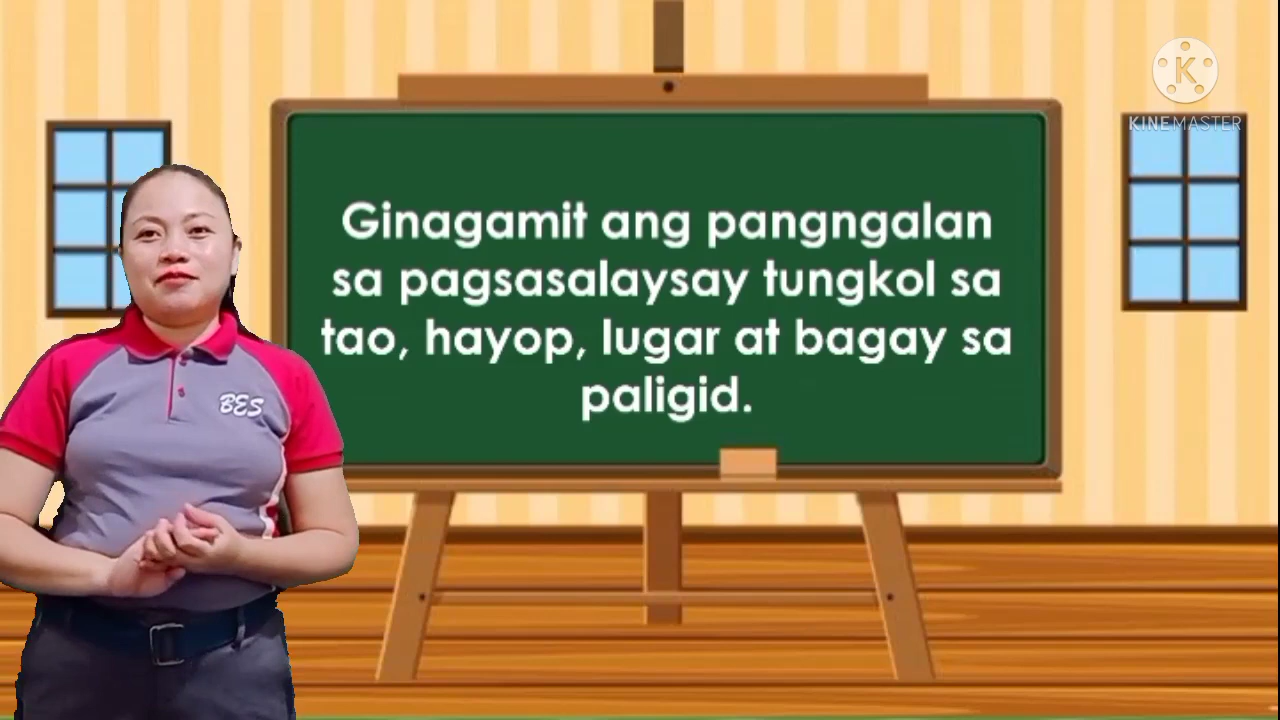 KINEMASTER
Ginagamit ang pangngalan
sa pagsasalaysay tungkol sa
tao, hayop, lugar at bagay sa
paligid.
BES